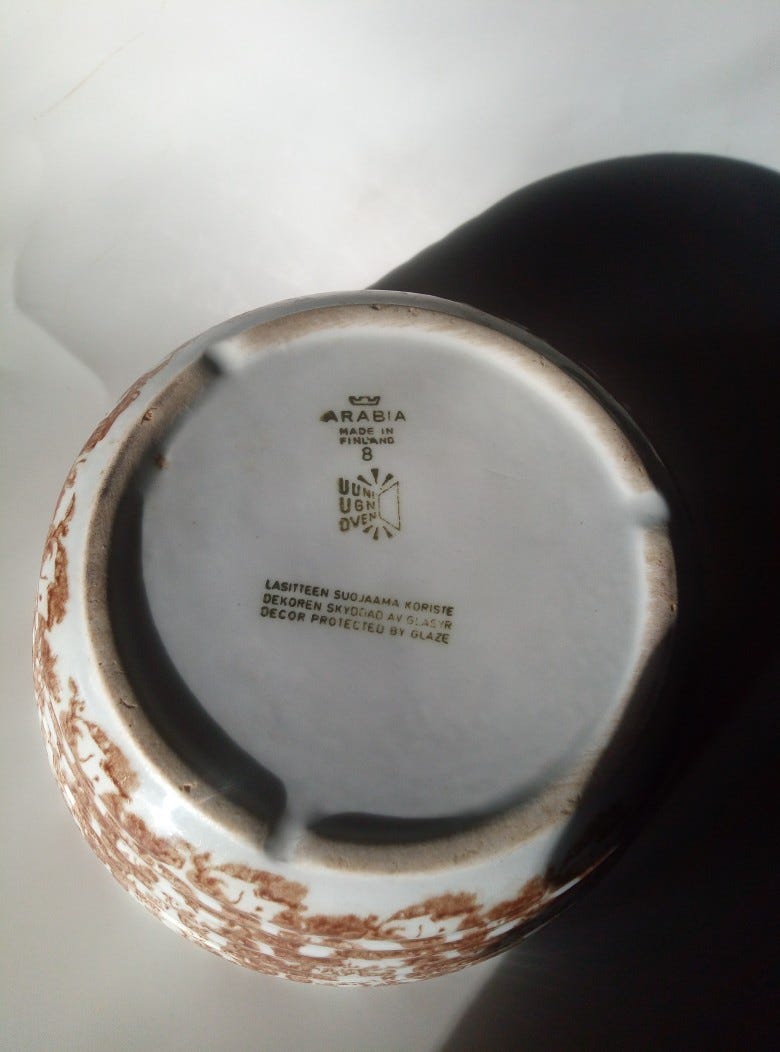 ARABIA
MADE IN
FINLAND
8
UUNI
UGN
OVEN
LASITTEEN SUOJAAMA KORISTE
DEKOREN SKYDDAD AV GLASYR
DECOR PROTECTED BY GLAZE